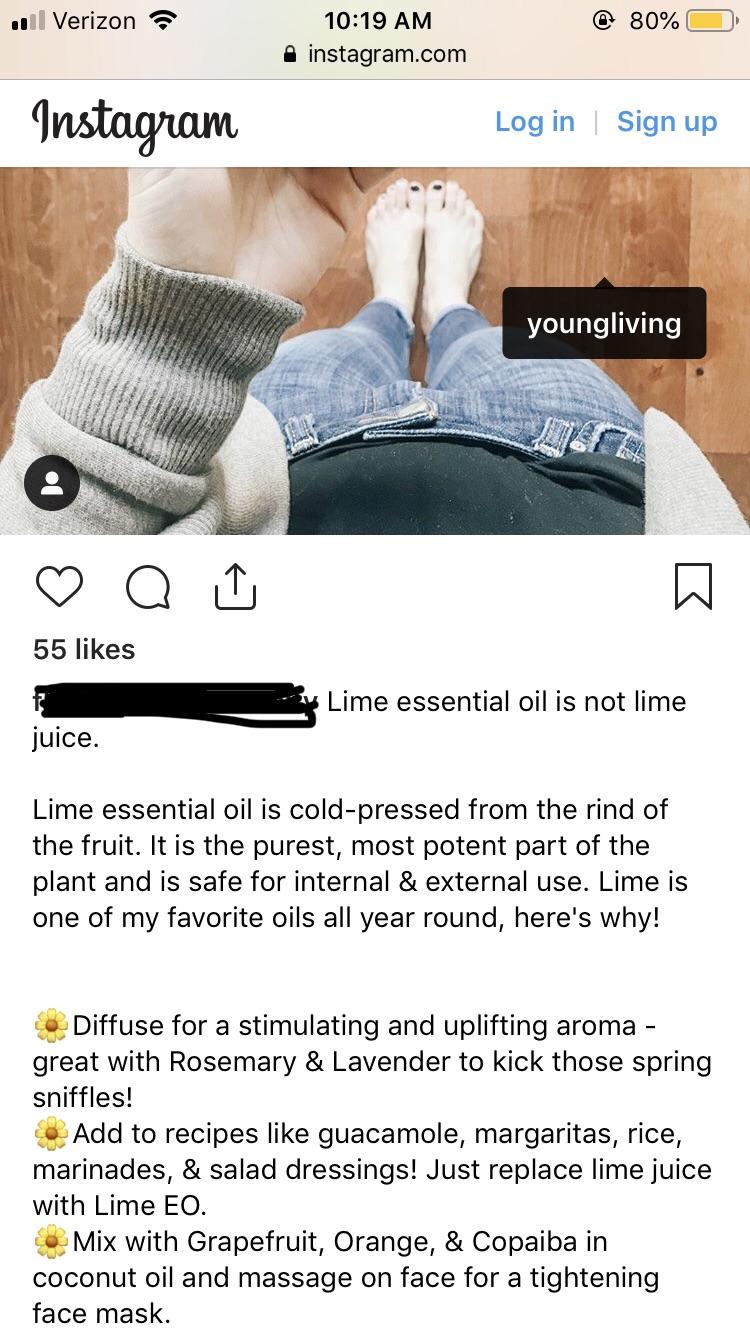 Verizon 10:19 AM 80%
instagram.com
Instagram Log in | Sign up
youngliving
55 likes
Lime essential oil is not lime
juice.
Lime essential oil is cold-pressed from the rind of
the fruit. It is the purest, most potent part of the
plant and is safe for internal & external use. Lime is
one of my favorite oils all year round, here's why!
🌼Diffuse for a stimulating and uplifting aroma -
great with Rosemary & Lavender to kick those spring
sniffles!
🌼Add to recipes like guacamole, margaritas, rice,
marinades, & salad dressings! Just replace lime juice
with Lime EO.
🌼Mix with Grapefruit, Orange, & Copaiba in
coconut oil and massage on face for a tightening
face mask.